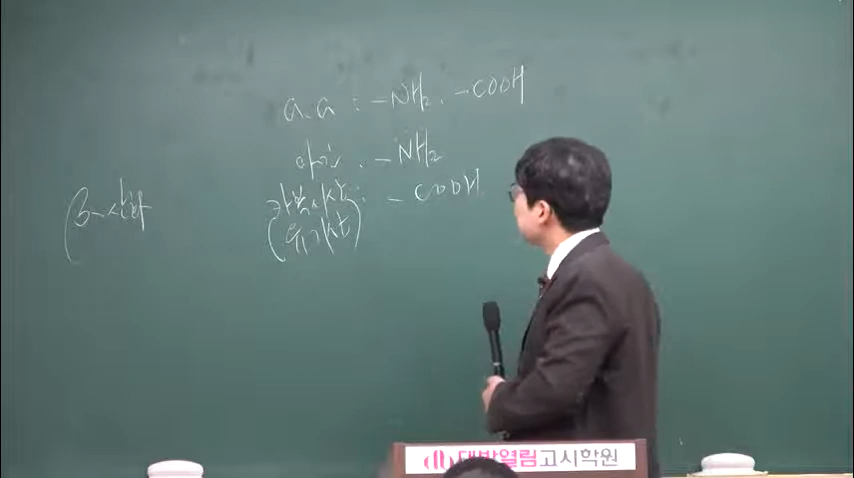 a.a : -NH₂. -COOH
아민 : -NH₂
카복시산 : -COOH
(유기산)
β-산화
대방열림고시학원